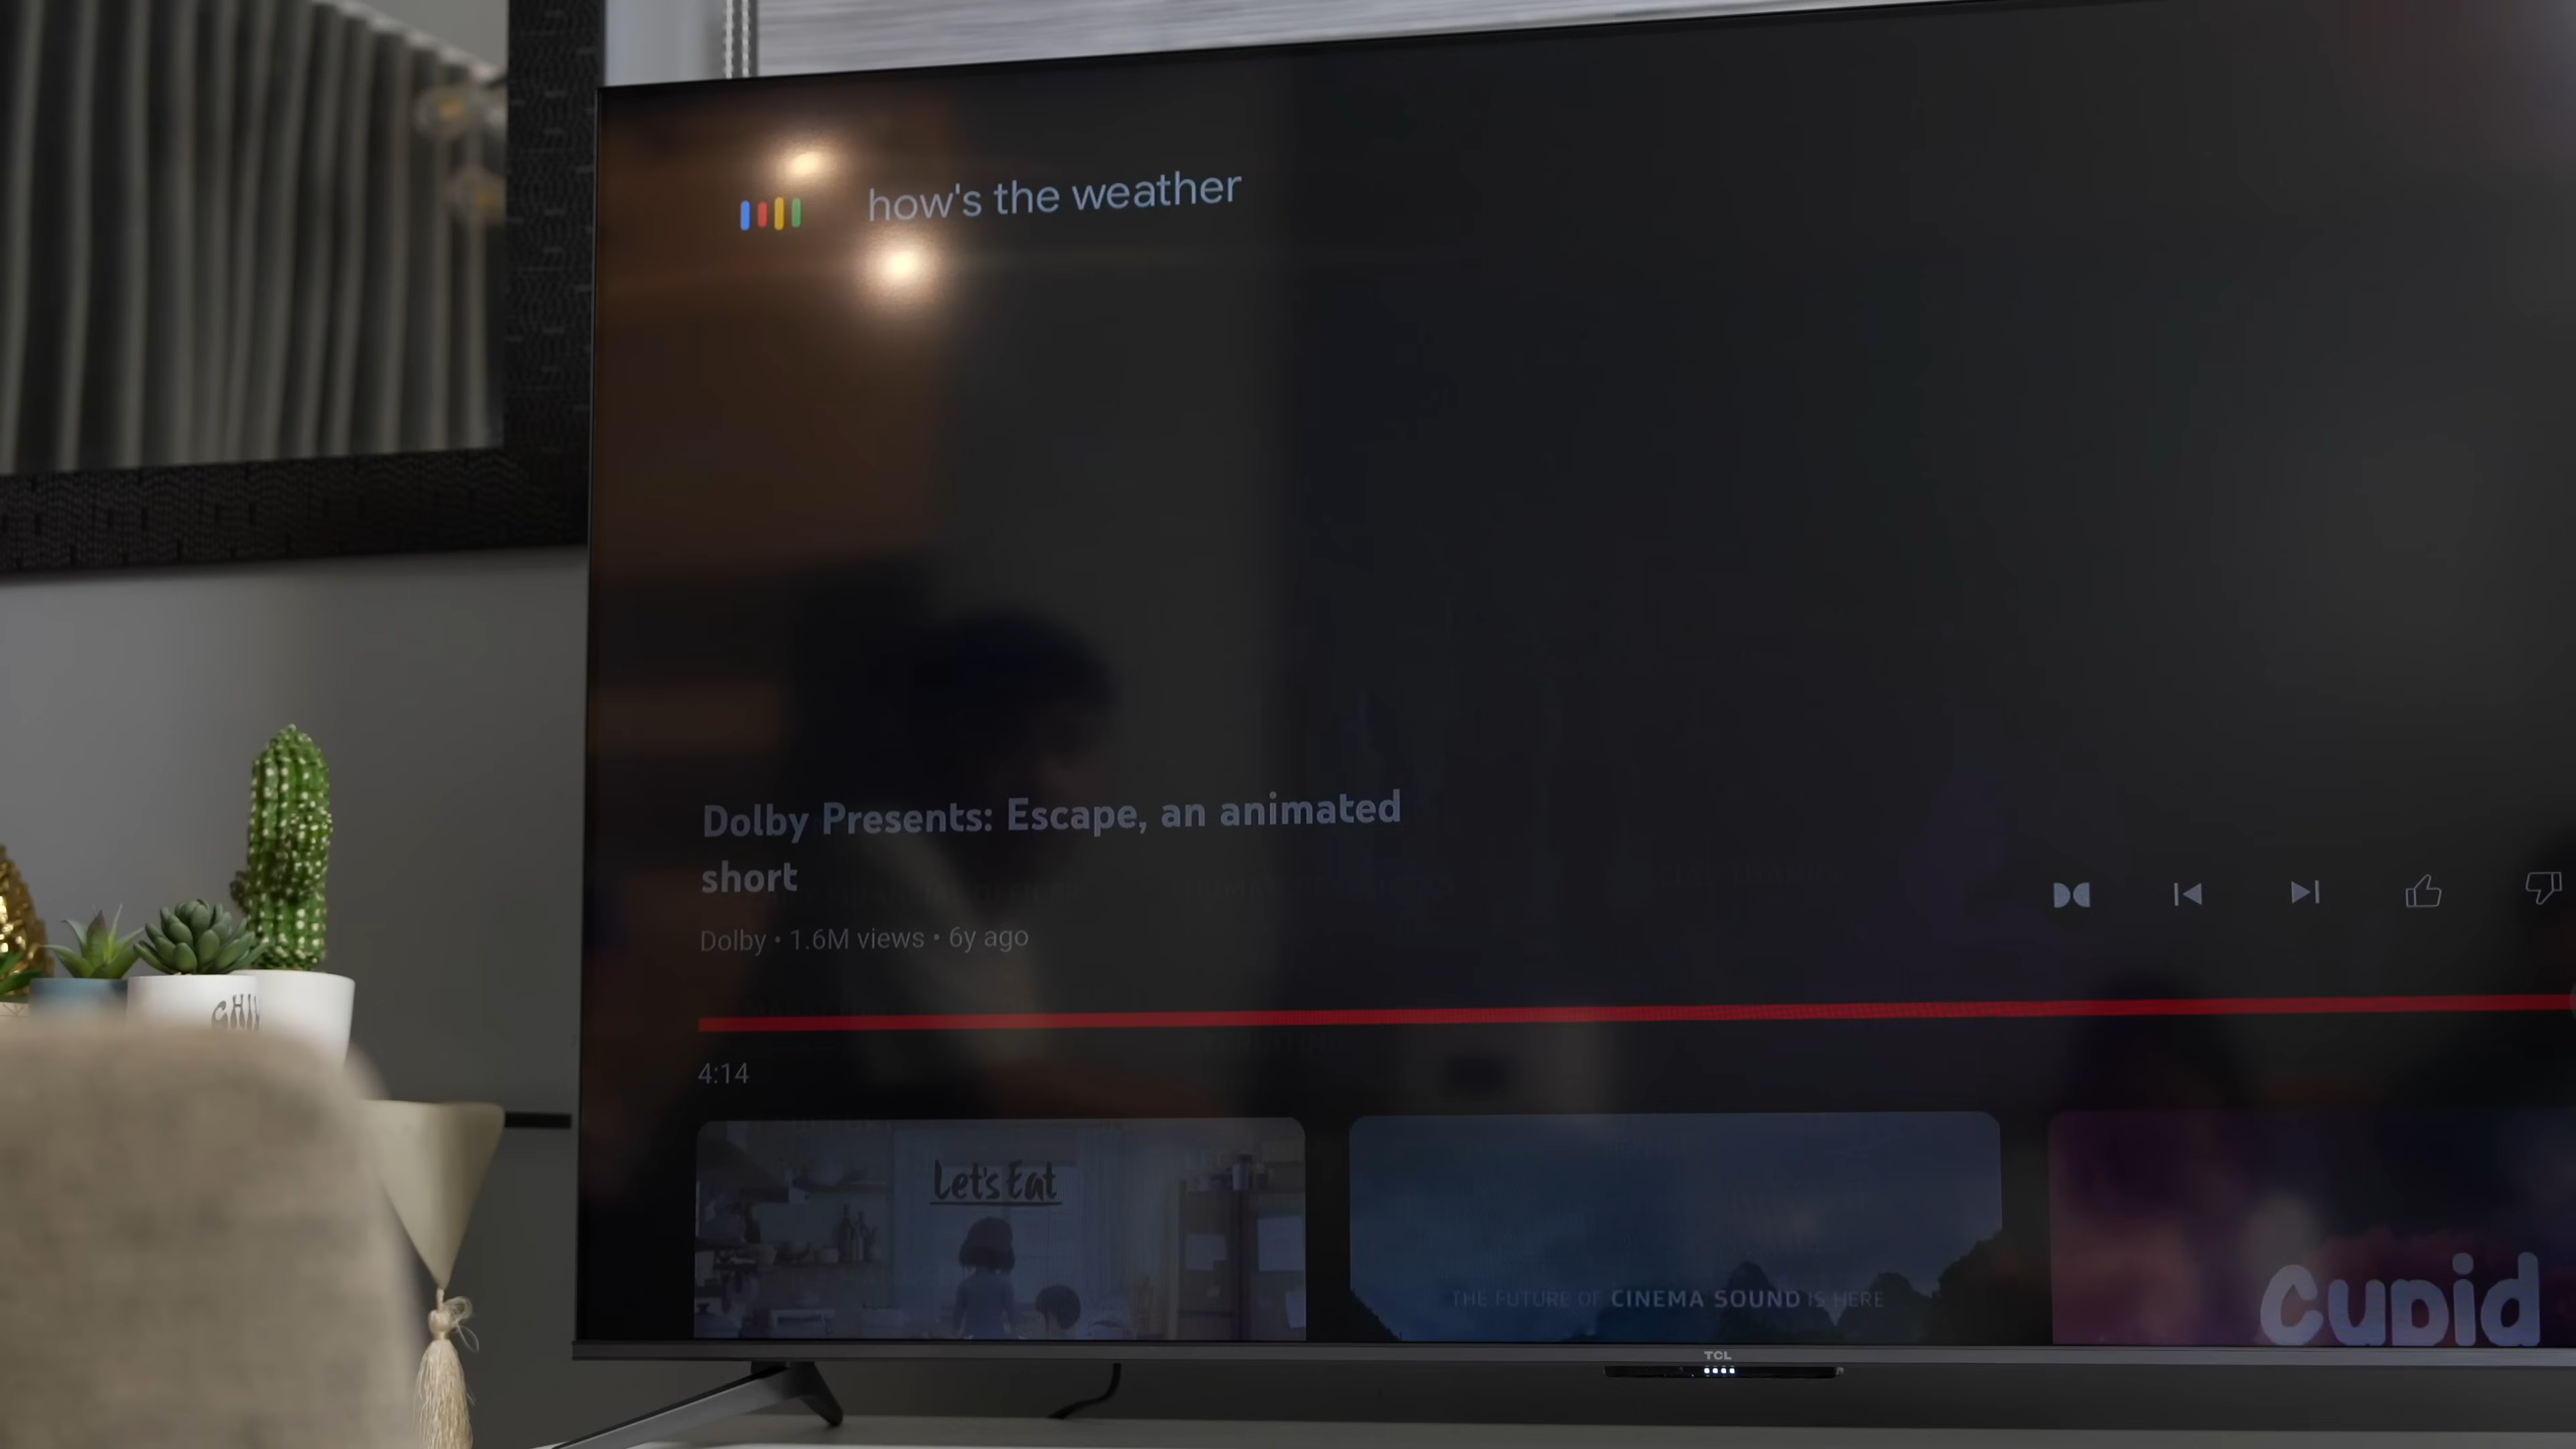 how's the weather
Dolby Presents: Escape, an animated
short
Dolby • 1.6M views • 6y ago
4:14
Let's Eat
THE FUTURE OF CINEMA SOUND IS HERE
Cupid
TCL